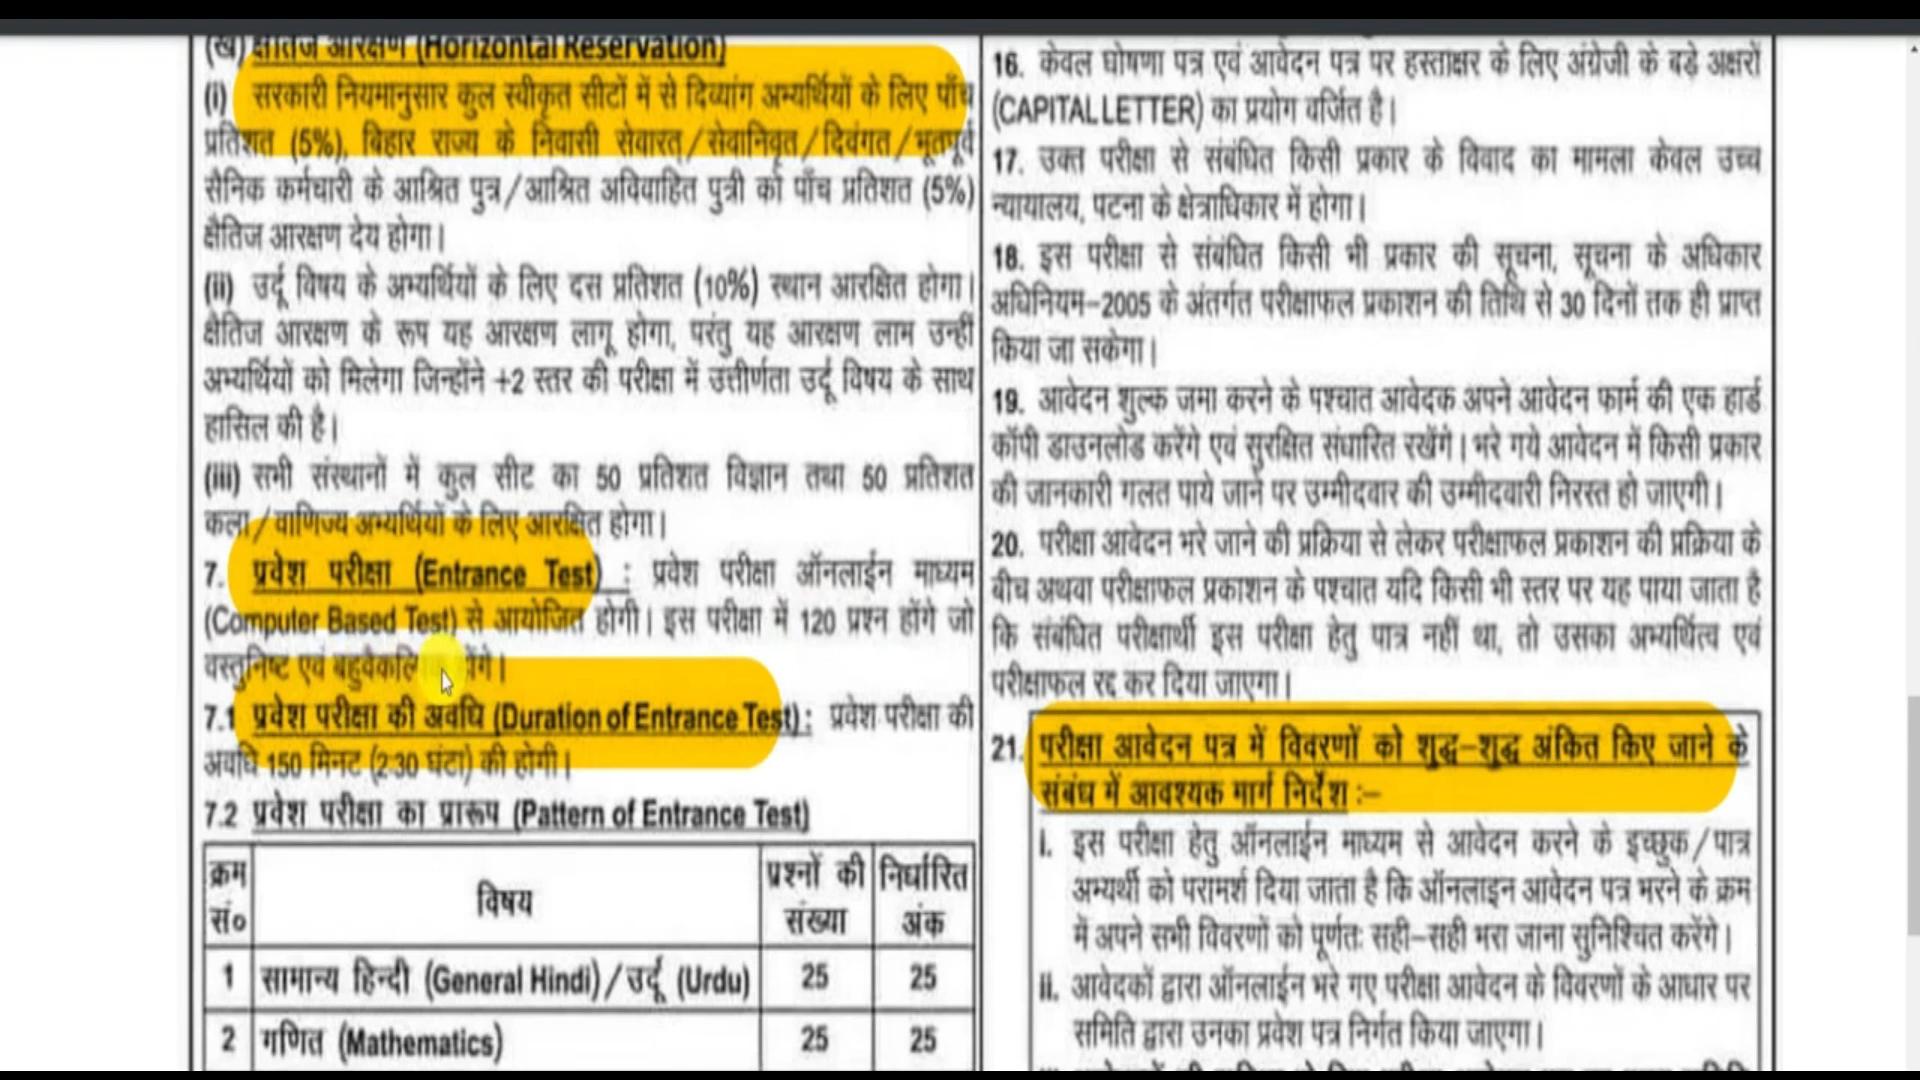 (ख) क्षैतिज आरक्षण (Horizontal Reservation)
(i) सरकारी नियमानुसार कुल स्वीकृत सीटों में से दिव्यांग अभ्यर्थियों के लिए पाँच
प्रतिशत (5%), बिहार राज्य के निवासी सेवारत/सेवानिवृत/दिवंगत/भूतपूर्व
सैनिक कर्मचारी के आश्रित पुत्र/आश्रित अविवाहित पुत्री को पाँच प्रतिशत (5%)
क्षैतिज आरक्षण देय होगा।
(ii) उर्दू विषय के अभ्यर्थियों के लिए दस प्रतिशत (10%) स्थान आरक्षित होगा।
क्षैतिज आरक्षण के रूप यह आरक्षण लागू होगा, परंतु यह आरक्षण लाभ उन्हीं
अभ्यर्थियों को मिलेगा जिन्होंने +2 स्तर की परीक्षा में उत्तीर्णता उर्दू विषय के साथ
हासिल की है।
(iii) सभी संस्थानों में कुल सीट का 50 प्रतिशत विज्ञान तथा 50 प्रतिशत
कला/वाणिज्य अभ्यर्थियों के लिए आरक्षित होगा।
7. प्रवेश परीक्षा (Entrance Test) : प्रवेश परीक्षा ऑनलाईन माध्यम
(Computer Based Test) से आयोजित होगी। इस परीक्षा में 120 प्रश्न होंगे जो
वस्तुनिष्ट एवं
7.1 प्रवेश परीक्षा की अवधि (Duration of Entrance Test) : प्रवेश परीक्षा की
अवधि 150 मिनट (2:30 घंटा) की होगी।
7.2 प्रवेश परीक्षा का प्रारूप (Pattern of Entrance Test)
क्रम सं० विषय प्रश्नों की संख्या निर्धारित अंक
1 सामान्य हिन्दी (General Hindi)/उर्दू (Urdu) 25 25
2 गणित (Mathematics) 25 25
16. केवल घोषणा पत्र एवं आवेदन पत्र पर हस्ताक्षर के लिए अंग्रेजी के बड़े अक्षरों
(CAPITAL LETTER) का प्रयोग वर्जित है।
17. उक्त परीक्षा से संबंधित किसी प्रकार के विवाद का मामला केवल उच्च
न्यायालय, पटना के क्षेत्राधिकार में होगा।
18. इस परीक्षा से संबंधित किसी भी प्रकार की सूचना, सूचना के अधिकार
अधिनियम-2005 के अंतर्गत परीक्षाफल प्रकाशन की तिथि से 30 दिनों तक ही प्राप्त
किया जा सकेगा।
19. आवेदन शुल्क जमा करने के पश्चात आवेदक अपने आवेदन फार्म की एक हार्ड
कॉपी डाउनलोड करेंगे एवं सुरक्षित संधारित रखेंगे। भरे गये आवेदन में किसी प्रकार
की जानकारी गलत पाये जाने पर उम्मीदवार की उम्मीदवारी निरस्त हो जाएगी।
20. परीक्षा आवेदन भरे जाने की प्रक्रिया से लेकर परीक्षाफल प्रकाशन की प्रक्रिया के
बीच अथवा परीक्षाफल प्रकाशन के पश्चात यदि किसी भी स्तर पर यह पाया जाता है
कि संबंधित परीक्षार्थी इस परीक्षा हेतु पात्र नहीं था, तो उसका अभ्यर्थित्व एवं
परीक्षाफल रद्द कर दिया जाएगा।
21. परीक्षा आवेदन पत्र में विवरणों को शुद्ध-शुद्ध अंकित किए जाने के
संबंध में आवश्यक मार्ग निर्देश :-
i. इस परीक्षा हेतु ऑनलाईन माध्यम से आवेदन करने के इच्छुक/पात्र
अभ्यर्थी को परामर्श दिया जाता है कि ऑनलाइन आवेदन पत्र भरने के क्रम
में अपने सभी विवरणों को पूर्णतः सही-सही भरा जाना सुनिश्चित करेंगे।
ii. आवेदकों द्वारा ऑनलाईन भरे गए परीक्षा आवेदन के विवरणों के आधार पर
समिति द्वारा उनका प्रवेश पत्र निर्गत किया जाएगा।